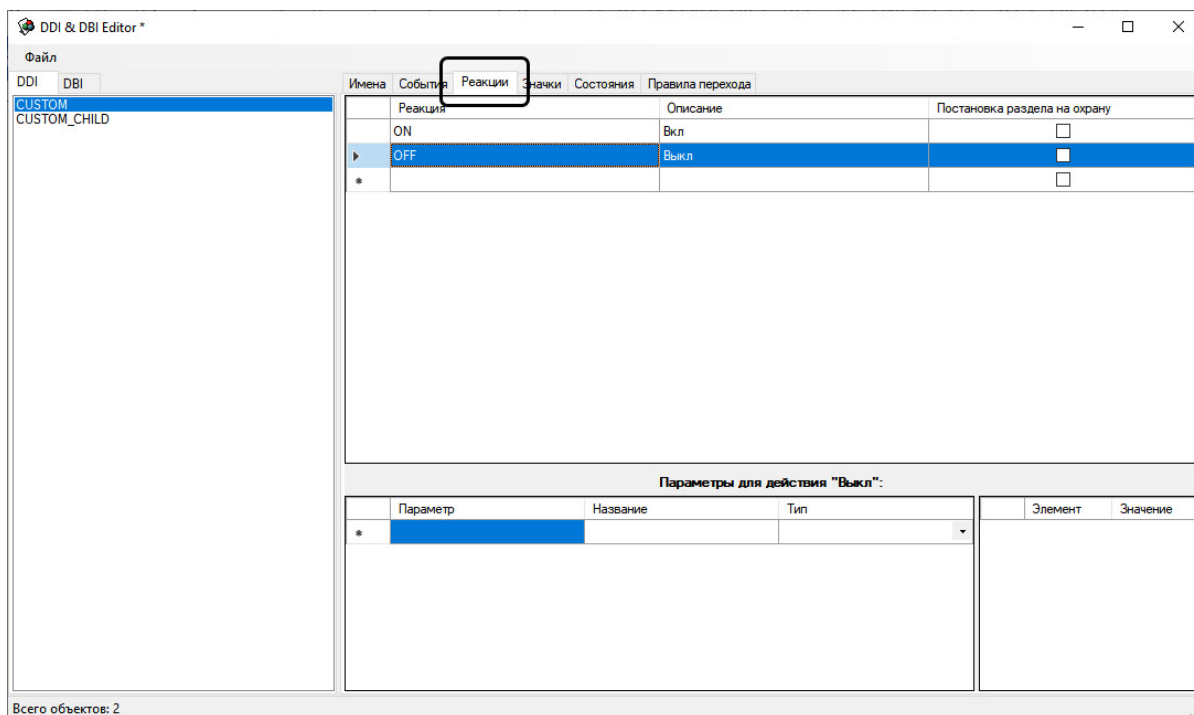 DDI & DBI Editor *
Файл
DDI DBI
Имена События Реакции Значки Состояния Правила перехода
CUSTOM
CUSTOM_CHILD
Реакция Описание Постановка раздела на охрану
ON Вкл
OFF Выкл
Параметры для действия "Выкл":
Параметр Название Тип Элемент Значение
Всего объектов: 2